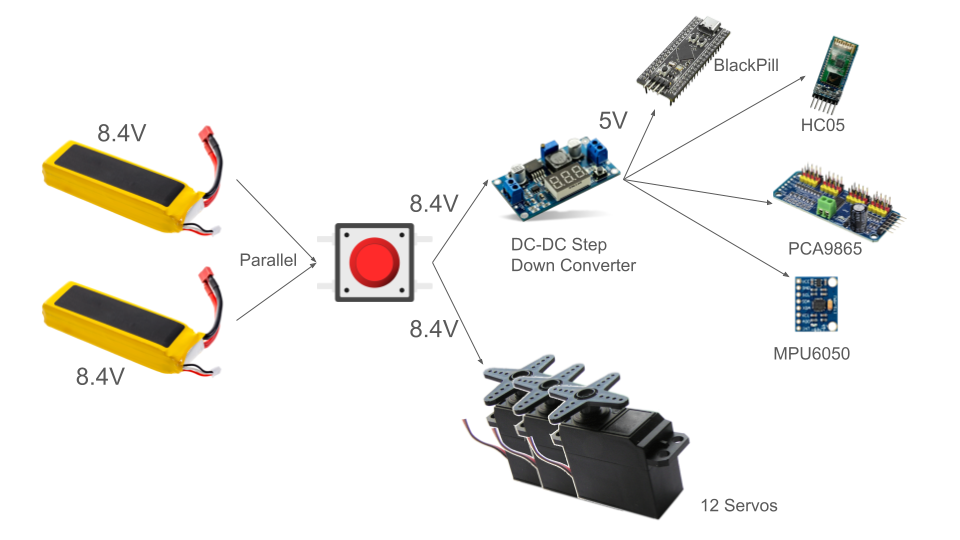 8.4V
8.4V
Parallel
8.4V
8.4V
DC-DC Step
Down Converter
5V
BlackPill
HC05
PCA9865
MPU6050
12 Servos